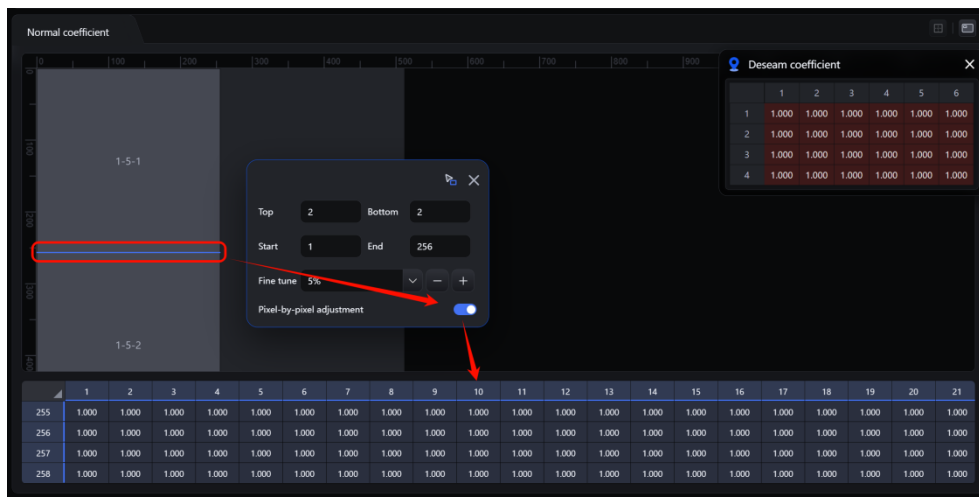 Normal coefficient
0 100 200 300 400 500 600 700 800 900
Deseam coefficient
1 2 3 4 5 6
1 1.000 1.000 1.000 1.000 1.000 1.000
2 1.000 1.000 1.000 1.000 1.000 1.000
3 1.000 1.000 1.000 1.000 1.000 1.000
4 1.000 1.000 1.000 1.000 1.000 1.000
0
100
200
300
400
1-5-1
1-5-2
Top 2 Bottom 2
Start 1 End 256
Fine tune 5%
Pixel-by-pixel adjustment
1 2 3 4 5 6 7 8 9 10 11 12 13 14 15 16 17 18 19 20 21
255 1.000 1.000 1.000 1.000 1.000 1.000 1.000 1.000 1.000 1.000 1.000 1.000 1.000 1.000 1.000 1.000 1.000 1.000 1.000 1.000 1.000
256 1.000 1.000 1.000 1.000 1.000 1.000 1.000 1.000 1.000 1.000 1.000 1.000 1.000 1.000 1.000 1.000 1.000 1.000 1.000 1.000 1.000
257 1.000 1.000 1.000 1.000 1.000 1.000 1.000 1.000 1.000 1.000 1.000 1.000 1.000 1.000 1.000 1.000 1.000 1.000 1.000 1.000 1.000
258 1.000 1.000 1.000 1.000 1.000 1.000 1.000 1.000 1.000 1.000 1.000 1.000 1.000 1.000 1.000 1.000 1.000 1.000 1.000 1.000 1.000